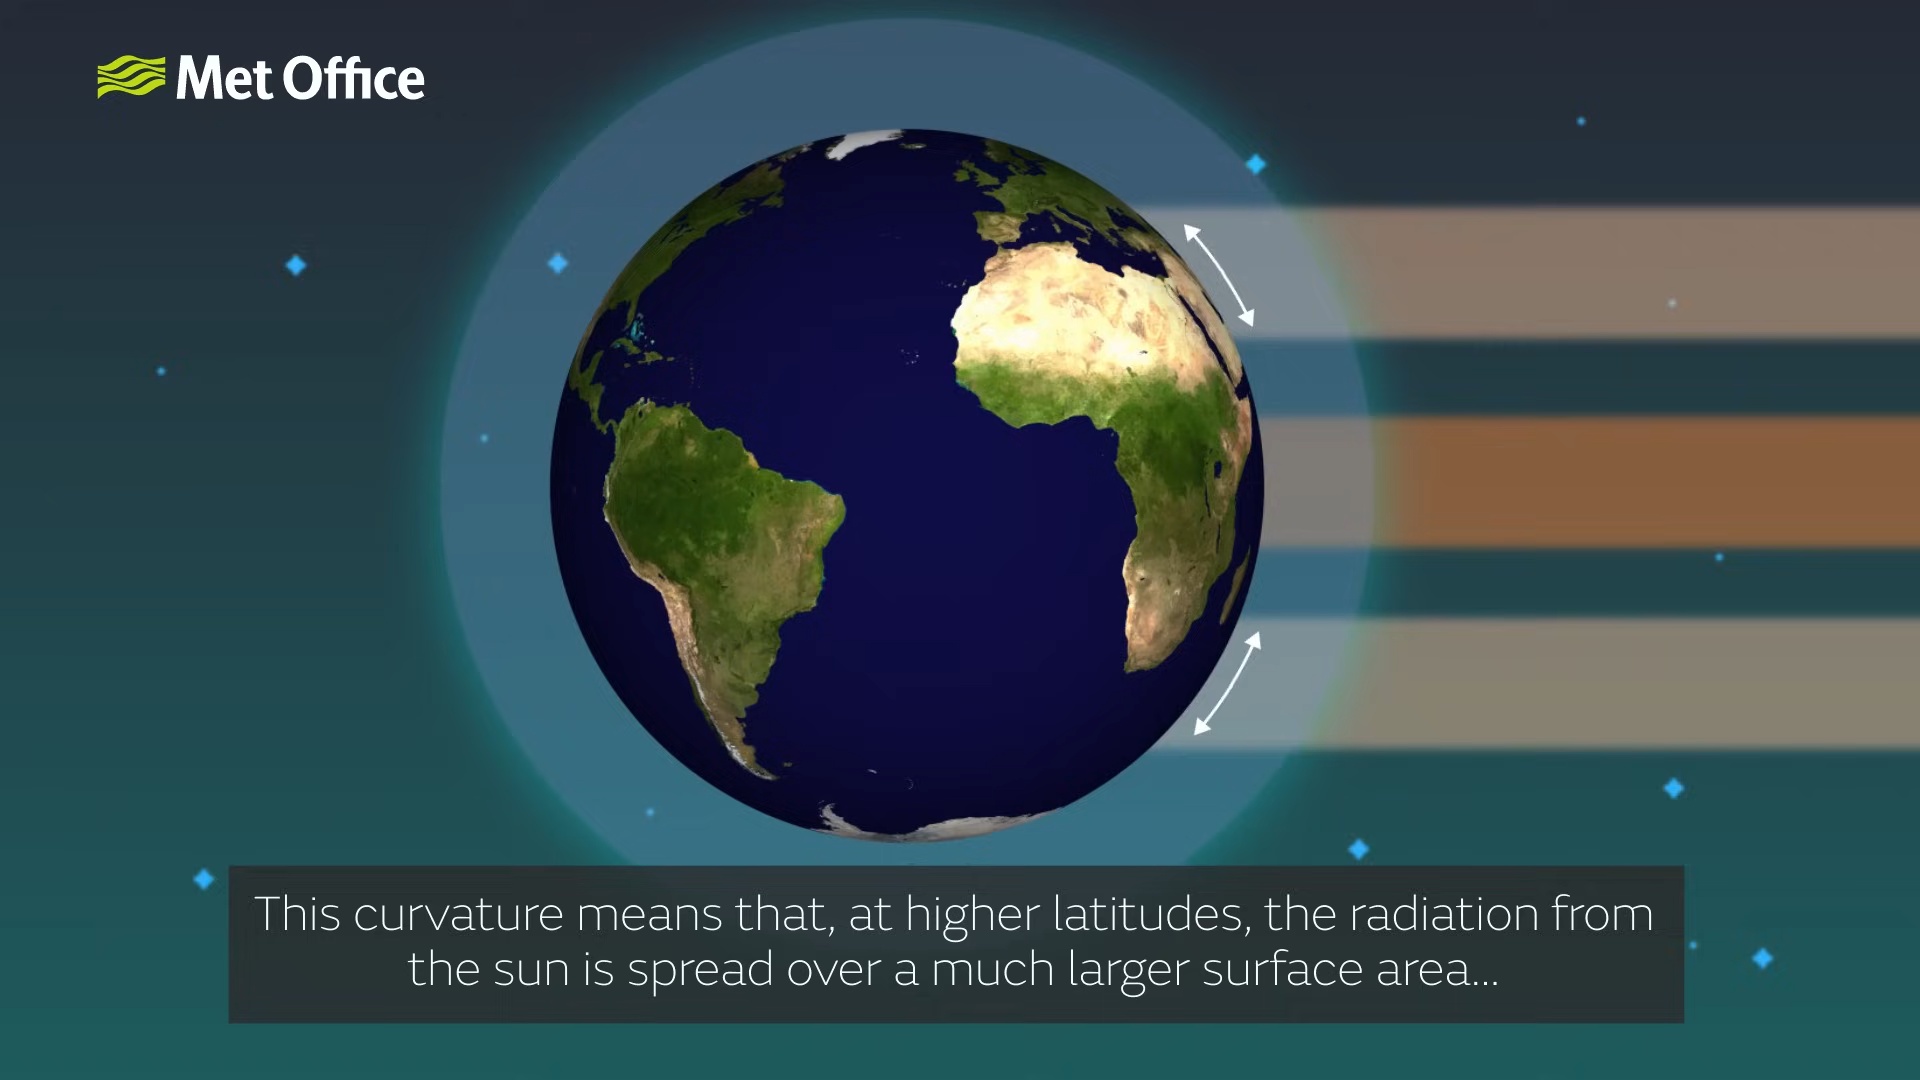 Met Office
This curvature means that, at higher latitudes, the radiation from
the sun is spread over a much larger surface area...